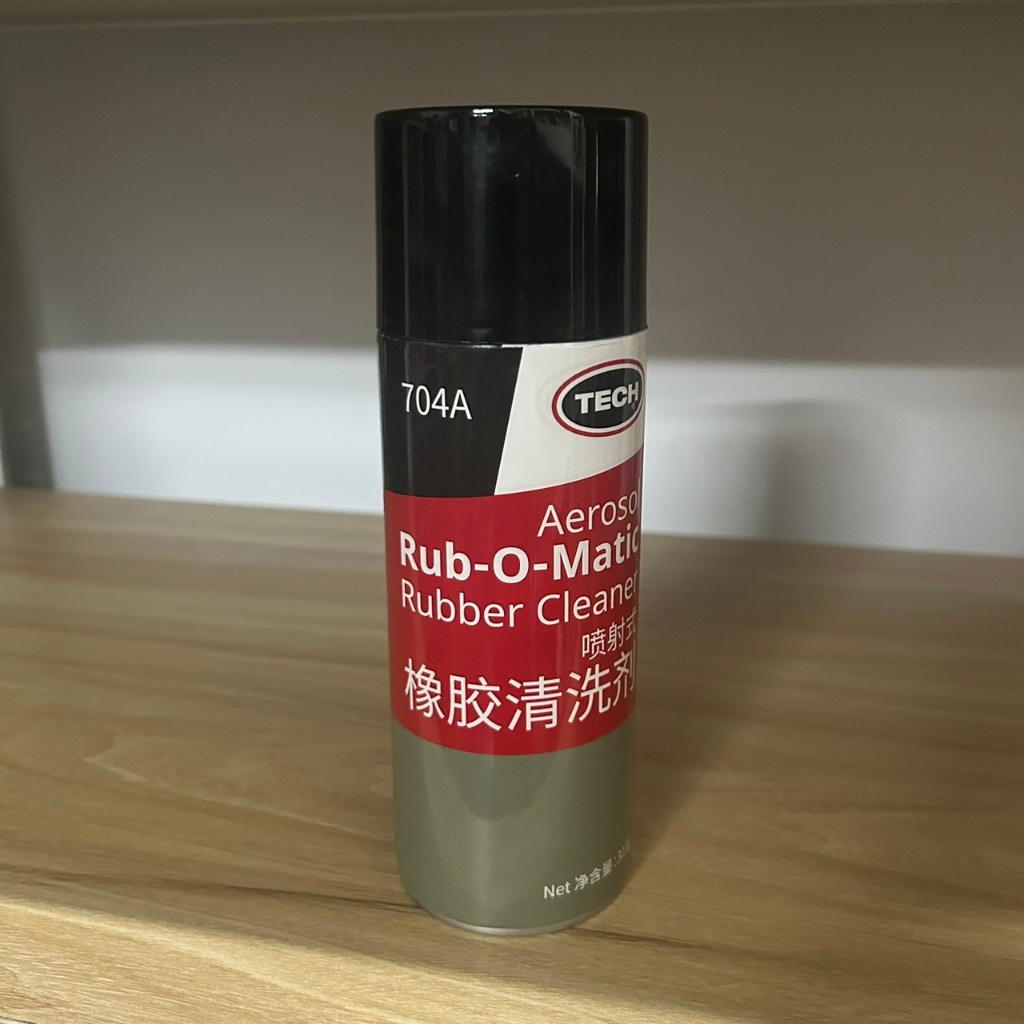 704A
TECH
Aerosol
Rub-O-Matic
Rubber Cleaner
喷射式
橡胶清洗剂
Net 净含量: